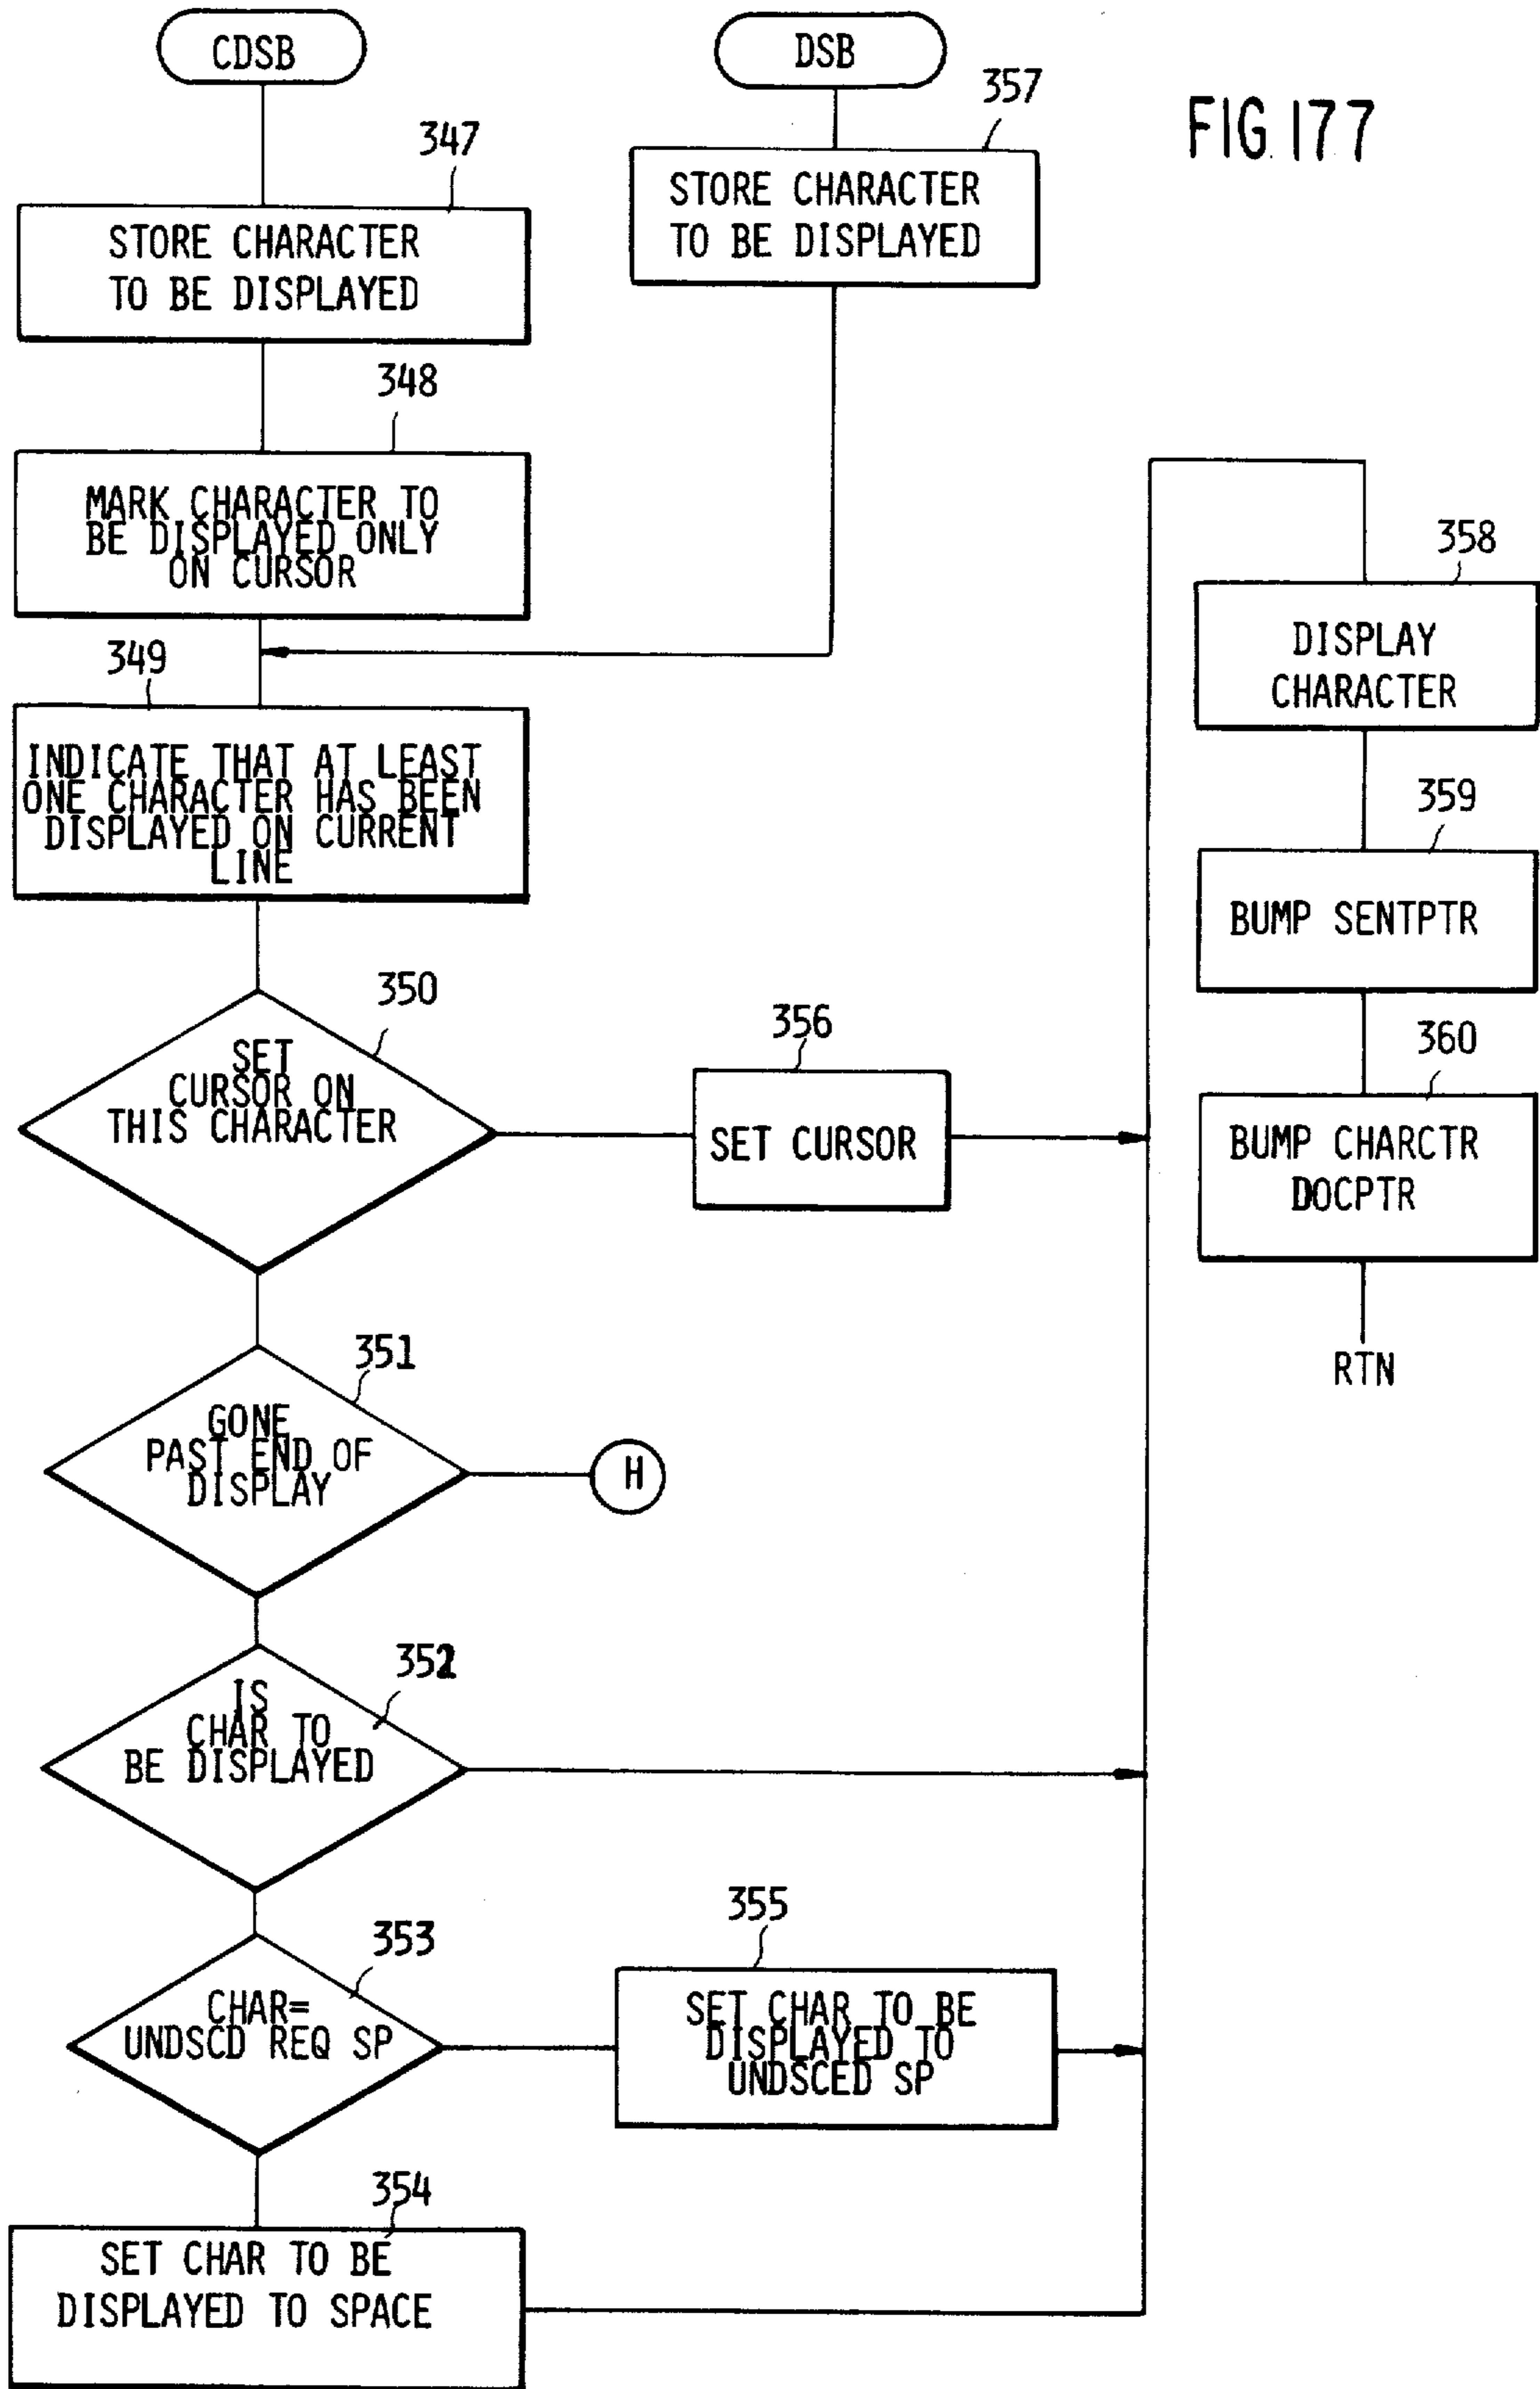 CDSB
DSB
FIG. 177
347
357
STORE CHARACTER
TO BE DISPLAYED
STORE CHARACTER
TO BE DISPLAYED
348
MARK CHARACTER TO
BE DISPLAYED ONLY
ON CURSOR
349
INDICATE THAT AT LEAST
ONE CHARACTER HAS BEEN
DISPLAYED ON CURRENT
LINE
350
SET
CURSOR ON
THIS CHARACTER
356
SET CURSOR
351
GONE
PAST END OF
DISPLAY
H
352
IS
CHAR TO
BE DISPLAYED
353
CHAR=
UNDSCD REQ SP
355
SET CHAR TO BE
DISPLAYED TO
UNDSCED SP
354
SET CHAR TO BE
DISPLAYED TO SPACE
358
DISPLAY
CHARACTER
359
BUMP SENTPTR
360
BUMP CHARCTR
DOCPTR
RTN